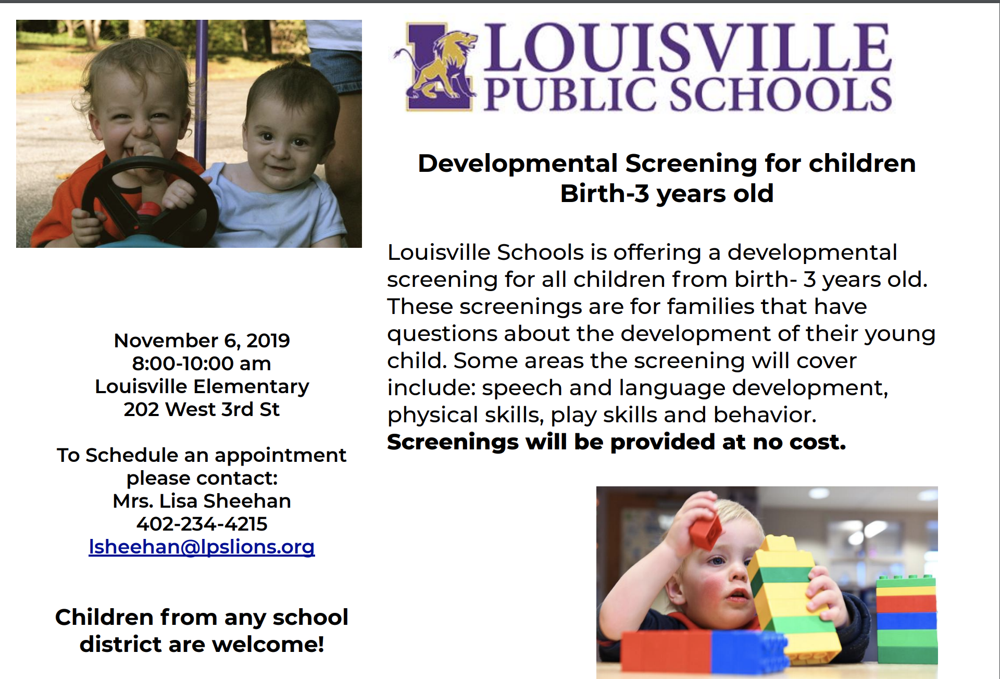 LOUISVILLE
PUBLIC SCHOOLS
Developmental Screening for children
Birth-3 years old
Louisville Schools is offering a developmental
screening for all children from birth- 3 years old.
These screenings are for families that have
questions about the development of their young
child. Some areas the screening will cover
include: speech and language development,
physical skills, play skills and behavior.
Screenings will be provided at no cost.
November 6, 2019
8:00-10:00 am
Louisville Elementary
202 West 3rd St
To Schedule an appointment
please contact:
Mrs. Lisa Sheehan
402-234-4215
lsheehan@lpslions.org
Children from any school
district are welcome!